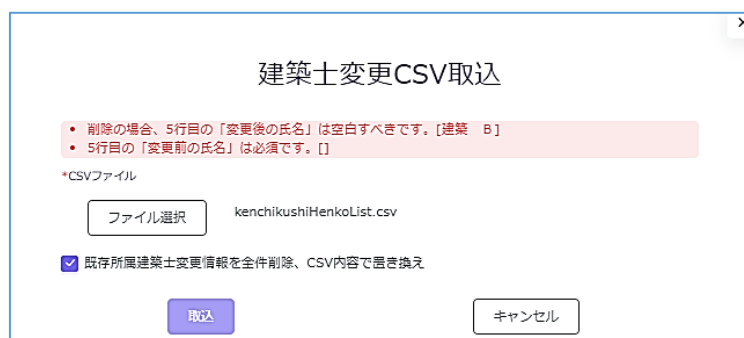 建築士変更CSV取込
• 削除の場合、5行目の「変更後の氏名」は空白すべきです。[建築　B]
• 5行目の「変更前の氏名」は必須です。[]
*CSVファイル
ファイル選択 kenchikushiHenkoList.csv
既存所属建築士変更情報を全件削除、CSV内容で置き換え
取込 キャンセル